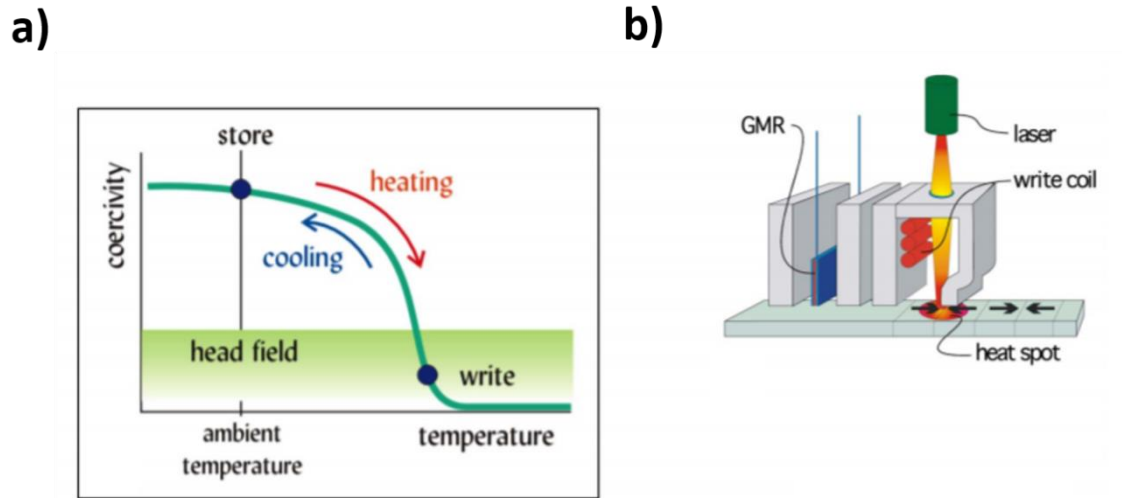 a)
store
coercivity
heating
cooling
head field
write
ambient
temperature
temperature
b)
GMR
laser
write coil
heat spot